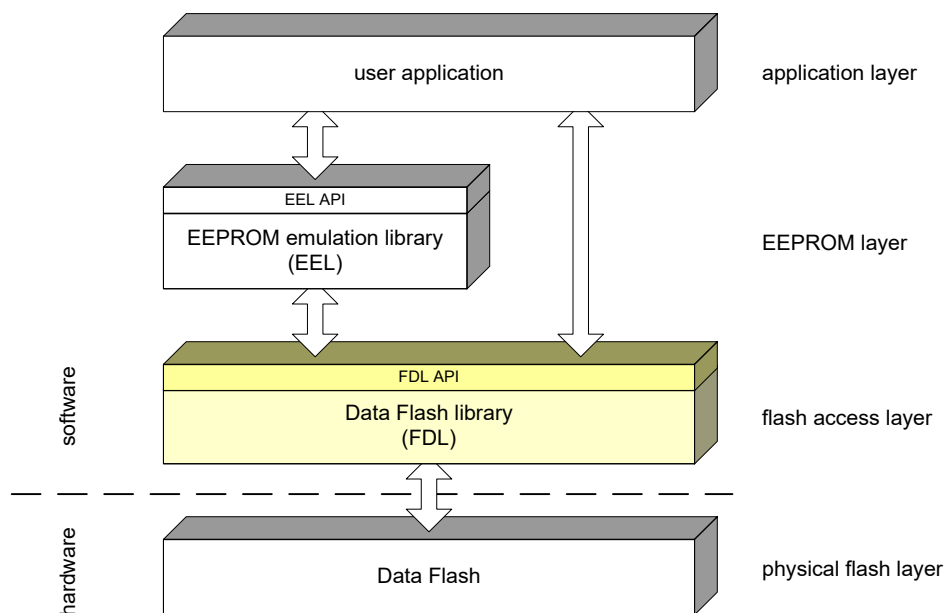 user application
application layer
EEL API
EEPROM emulation library
(EEL)
EEPROM layer
FDL API
Data Flash library
(FDL)
flash access layer
software
Data Flash
physical flash layer
hardware